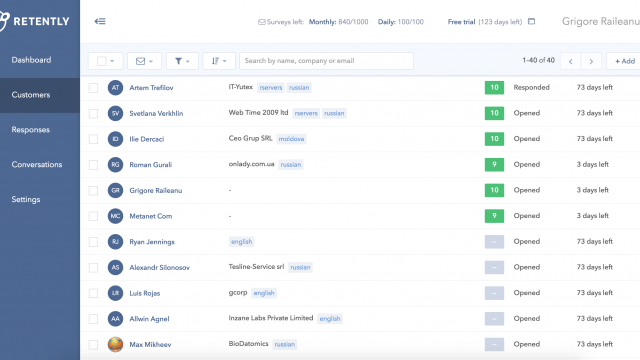 RETENTLY
Surveys left: Monthly: 840/1000 Daily: 100/100 Free trial (123 days left) Grigore Raileanu
Dashboard
Customers
Responses
Conversations
Settings
Search by name, company or email 1-40 of 40 + Add
AT Artem Trefilov IT-Yutex rservers russian 10 Responded 73 days left
SV Svetlana Verkhlin Web Time 2009 ltd rservers russian 10 Opened 73 days left
ID Ilie Dercaci Ceo Grup SRL moldova 10 Opened 73 days left
RG Roman Gurali onlady.com.ua russian 9 Opened 3 days left
GR Grigore Raileanu - 10 Opened 3 days left
MC Metanet Com - 9 Opened 3 days left
RJ Ryan Jennings english – Opened 73 days left
AS Alexandr Silonosov Tesline-Service srl russian – Opened 73 days left
LR Luis Rojas gcorp english – Opened 73 days left
AA Allwin Agnel Inzane Labs Private Limited english – Opened 73 days left
Max Mikheev BioDatomics russian – Opened 73 days left